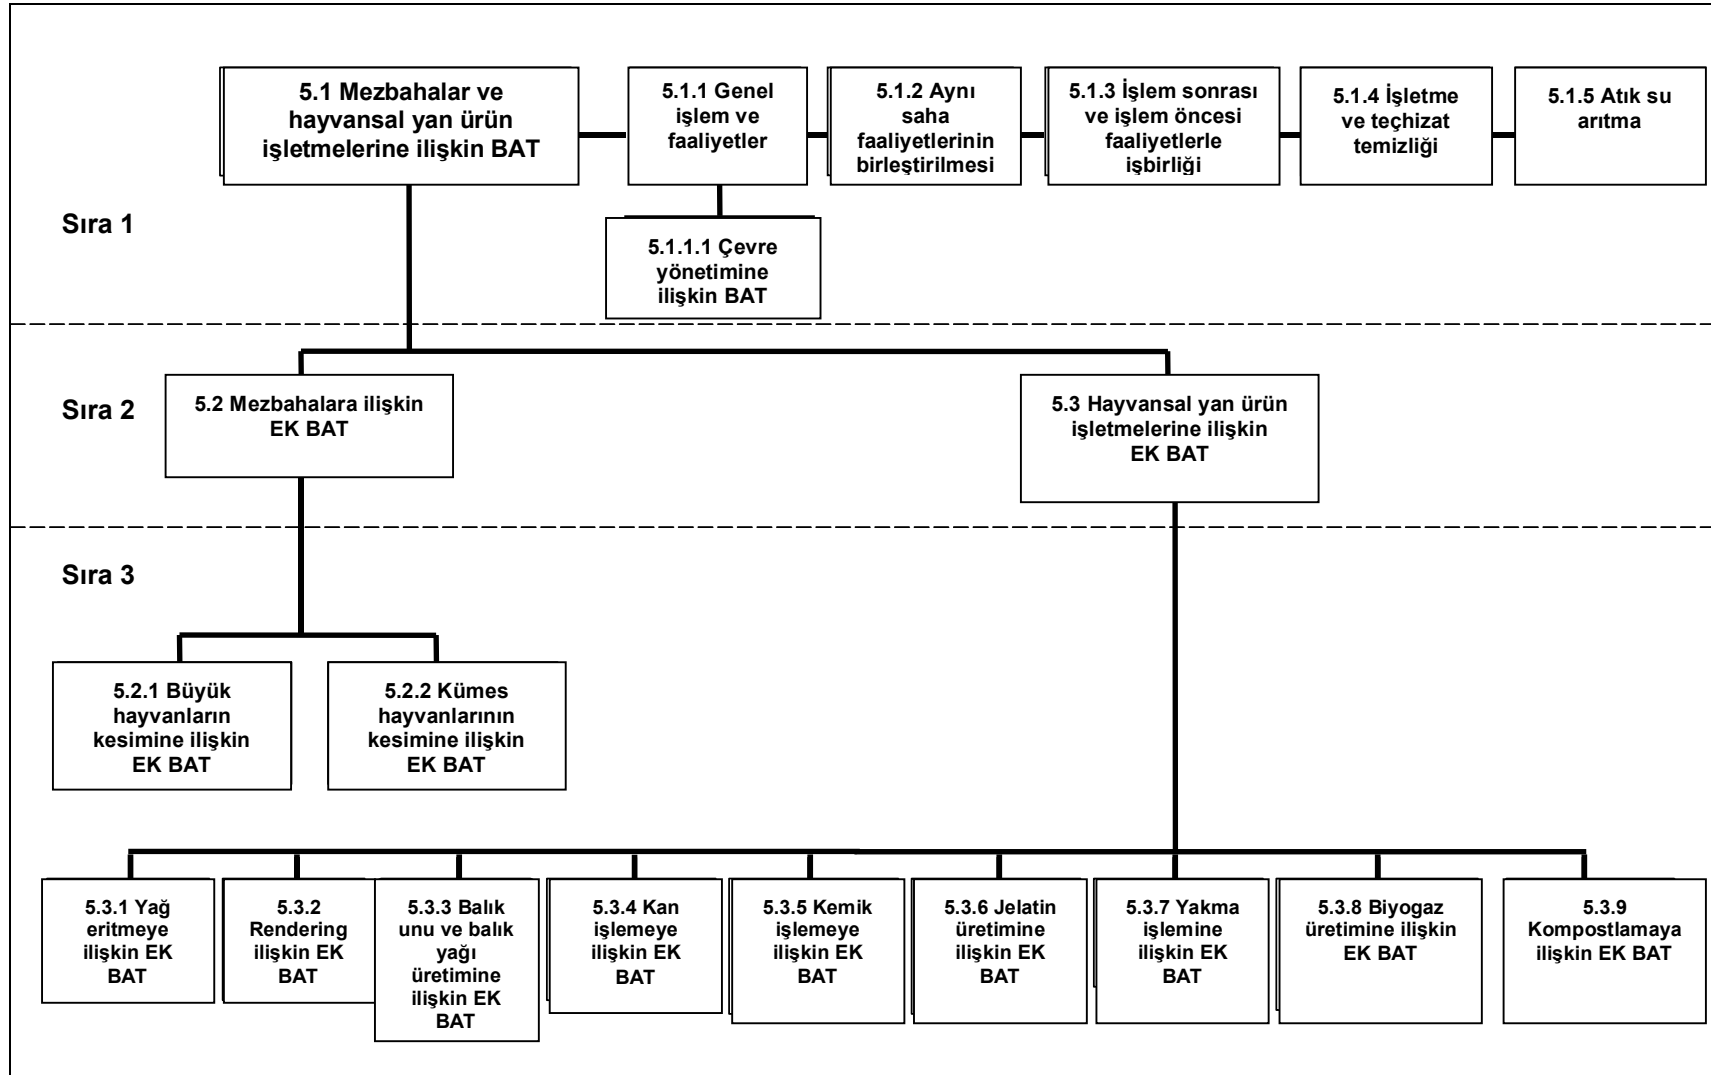 5.1 Mezbahalar ve
hayvansal yan ürün
işletmelerine ilişkin BAT
5.1.1 Genel
işlem ve
faaliyetler
5.1.2 Aynı
saha
faaliyetlerinin
birleştirilmesi
5.1.3 İşlem sonrası
ve işlem öncesi
faaliyetlerle
işbirliği
5.1.4 İşletme
ve teçhizat
temizliği
5.1.5 Atık su
arıtma
Sıra 1
5.1.1.1 Çevre
yönetimine
ilişkin BAT
Sıra 2
5.2 Mezbahalara ilişkin
EK BAT
5.3 Hayvansal yan ürün
işletmelerine ilişkin
EK BAT
Sıra 3
5.2.1 Büyük
hayvanların
kesimine ilişkin
EK BAT
5.2.2 Kümes
hayvanlarının
kesimine ilişkin
EK BAT
5.3.1 Yağ
eritmeye
ilişkin EK
BAT
5.3.2
Rendering
ilişkin EK
BAT
5.3.3 Balık
unu ve balık
yağı
üretimine
ilişkin EK
BAT
5.3.4 Kan
işlemeye
ilişkin EK
BAT
5.3.5 Kemik
işlemeye
ilişkin EK
BAT
5.3.6 Jelatin
üretimine
ilişkin EK
BAT
5.3.7 Yakma
işlemine
ilişkin EK
BAT
5.3.8 Biyogaz
üretimine ilişkin
EK BAT
5.3.9
Kompostlamaya
ilişkin EK BAT